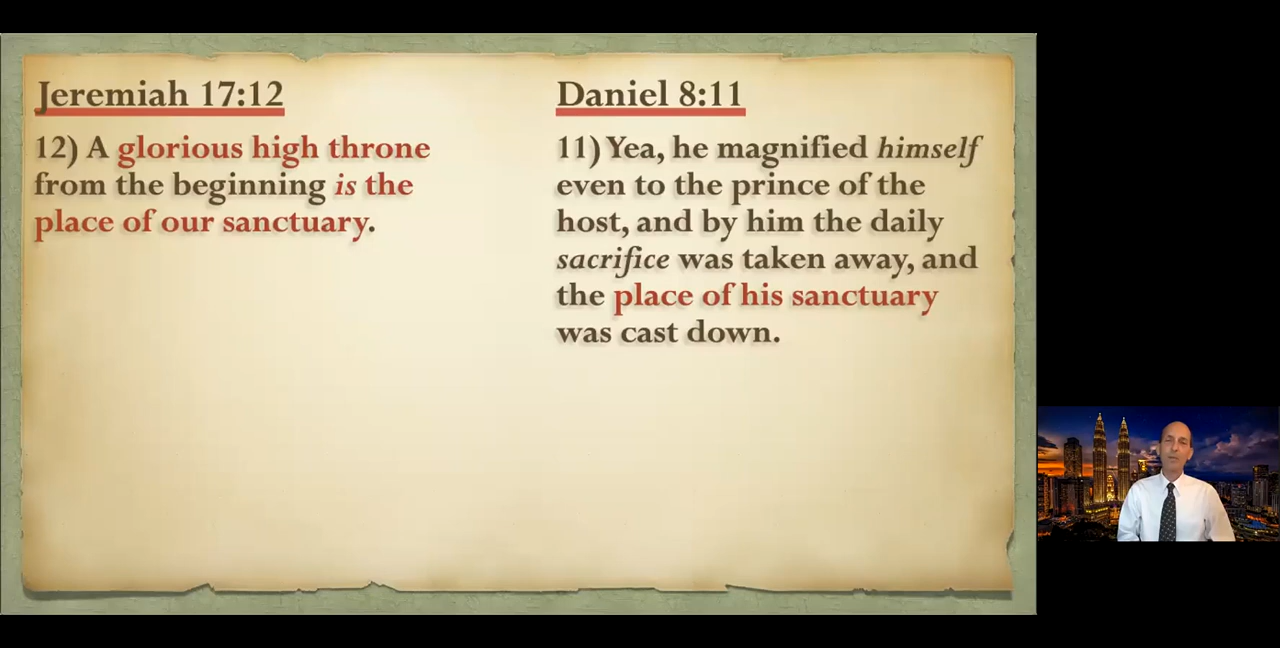 Jeremiah 17:12
12) A glorious high throne
from the beginning is the
place of our sanctuary.
Daniel 8:11
11) Yea, he magnified himself
even to the prince of the
host, and by him the daily
sacrifice was taken away, and
the place of his sanctuary
was cast down.